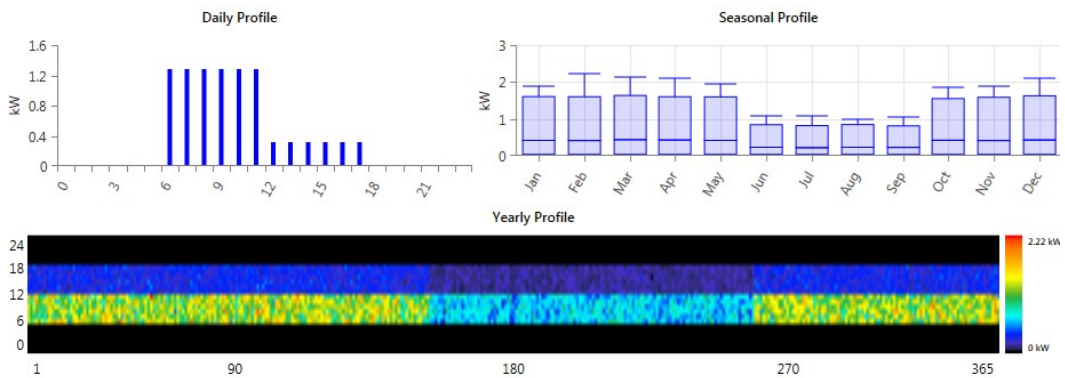 Daily Profile
1.6
1.2
0.8
0.4
0
kW
0 3 6 9 12 15 18 21
Seasonal Profile
3
2
1
0
kW
Jan Feb Mar Apr May Jun Jul Aug Sep Oct Nov Dec
Yearly Profile
24
18
12
6
0
1 90 180 270 365
2.22 kW
0 kW